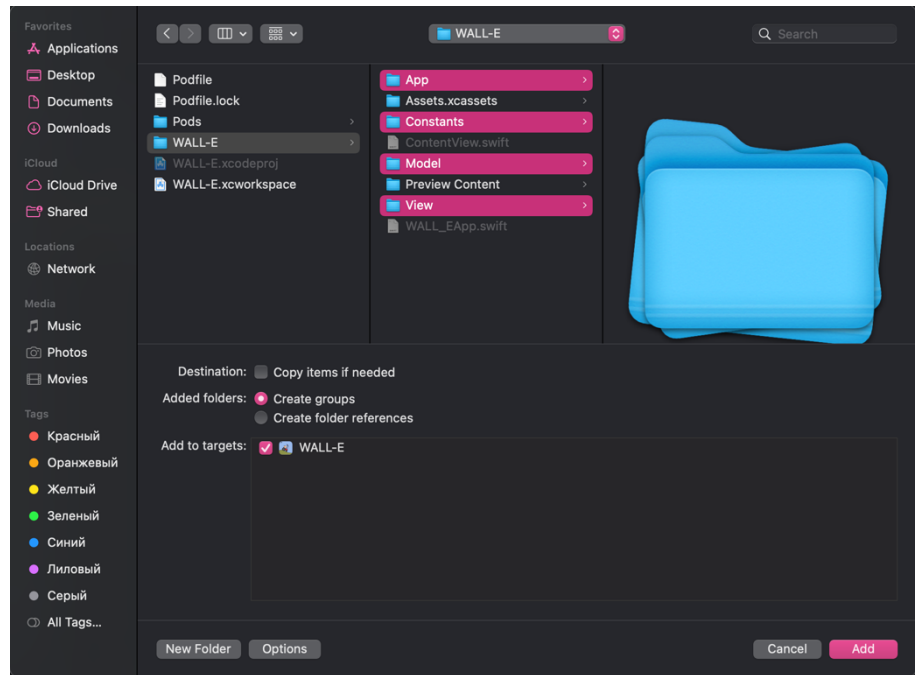 Favorites
Applications
Desktop
Documents
Downloads
iCloud
iCloud Drive
Shared
Locations
Network
Media
Music
Photos
Movies
Tags
Красный
Оранжевый
Желтый
Зеленый
Синий
Лиловый
Серый
All Tags...
WALL-E
Search
Podfile
Podfile.lock
Pods
WALL-E
WALL-E.xcodeproj
WALL-E.xcworkspace
App
Assets.xcassets
Constants
ContentView.swift
Model
Preview Content
View
WALL_EApp.swift
Destination: Copy items if needed
Added folders: Create groups
Create folder references
Add to targets: WALL-E
New Folder Options Cancel Add